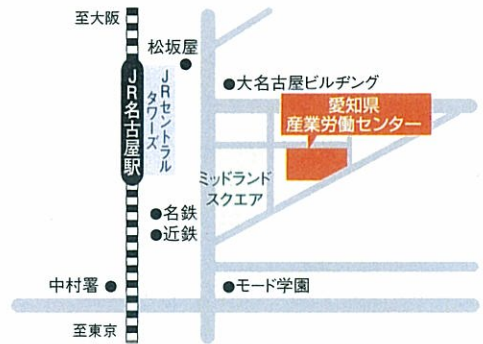 至大阪
松坂屋
JRセントラル
タワーズ
JR名古屋駅
大名古屋ビルヂング
愛知県
産業労働センター
ミッドランド
スクエア
名鉄
近鉄
中村署
モード学園
至東京